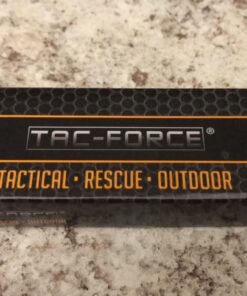 TAC-FORCE®
TACTICAL · RESCUE · OUTDOOR